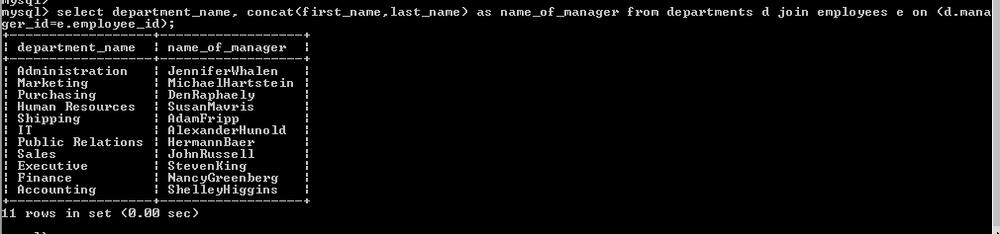 mysql>
mysql> select department_name, concat(first_name,last_name) as name_of_manager from departments d join employees e on (d.mana
ger_id=e.employee_id);
+--------------------+-------------------+
| department_name | name_of_manager |
+--------------------+-------------------+
| Administration | JenniferWhalen |
| Marketing | MichaelHartstein |
| Purchasing | DenRaphaely |
| Human Resources | SusanMavris |
| Shipping | AdamFripp |
| IT | AlexanderHunold |
| Public Relations | HermannBaer |
| Sales | JohnRussell |
| Executive | StevenKing |
| Finance | NancyGreenberg |
| Accounting | ShelleyHiggins |
+--------------------+-------------------+
11 rows in set (0.00 sec)